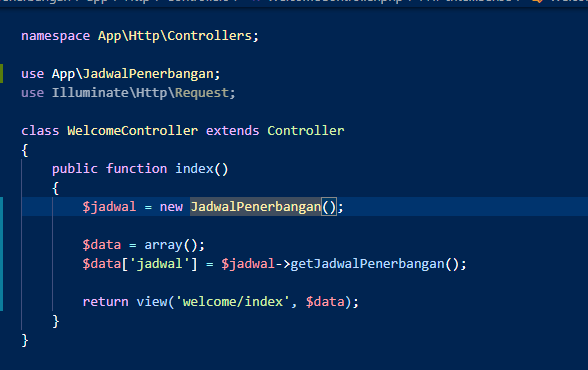 namespace App\Http\Controllers;
use App\JadwalPenerbangan;
use Illuminate\Http\Request;
class WelcomeController extends Controller
{
public function index()
{
$jadwal = new JadwalPenerbangan();
$data = array();
$data['jadwal'] = $jadwal->getJadwalPenerbangan();
return view('welcome/index', $data);
}
}